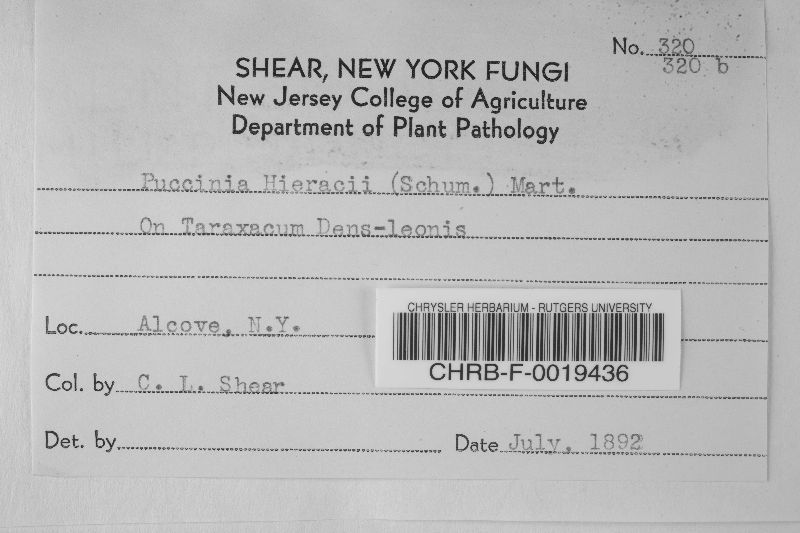 No. 320
320 b
SHEAR, NEW YORK FUNGI
New Jersey College of Agriculture
Department of Plant Pathology
Puccinia Hieracii (Schum.) Mart.
On Taraxacum Dens-leonis
Loc. Alcove, N.Y.
CHRYSLER HERBARIUM - RUTGERS UNIVERSITY
CHRB-F-0019436
Col. by C. L. Shear
Det. by
Date July, 1892